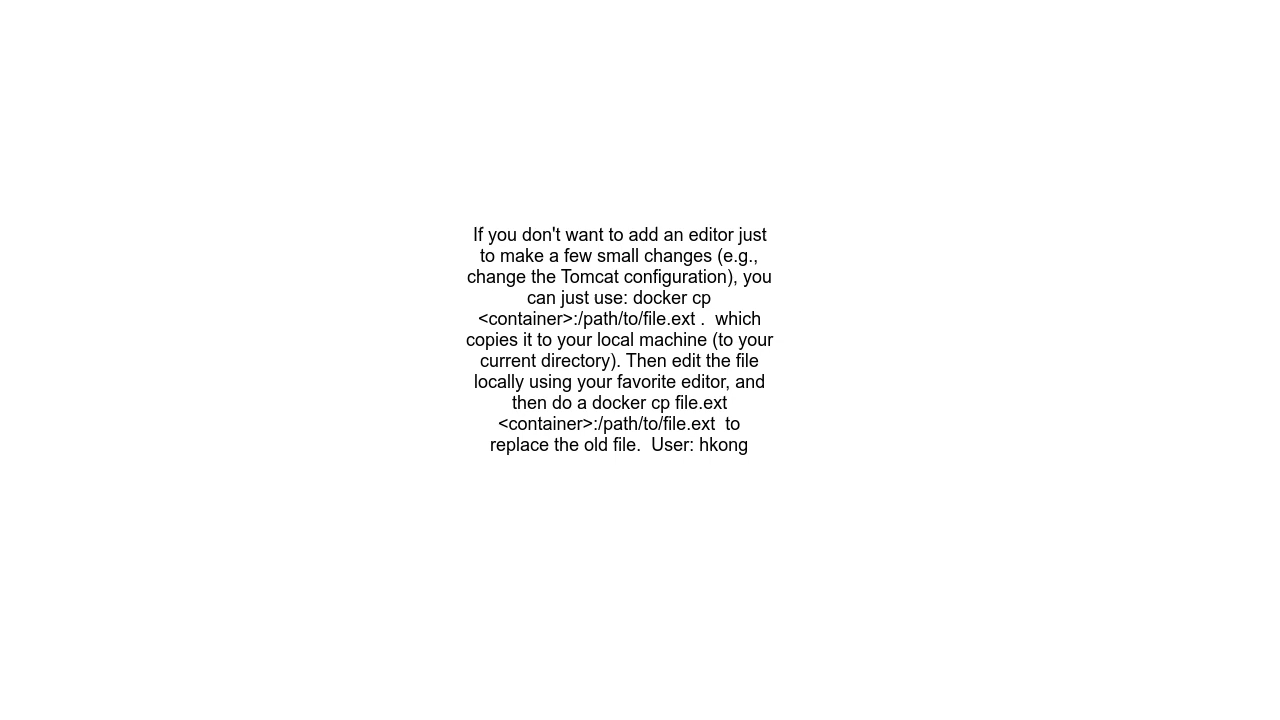 If you don't want to add an editor just
to make a few small changes (e.g.,
change the Tomcat configuration), you
can just use: docker cp
<container>:/path/to/file.ext .  which
copies it to your local machine (to your
current directory). Then edit the file
locally using your favorite editor, and
then do a docker cp file.ext
<container>:/path/to/file.ext  to
replace the old file.  User: hkong